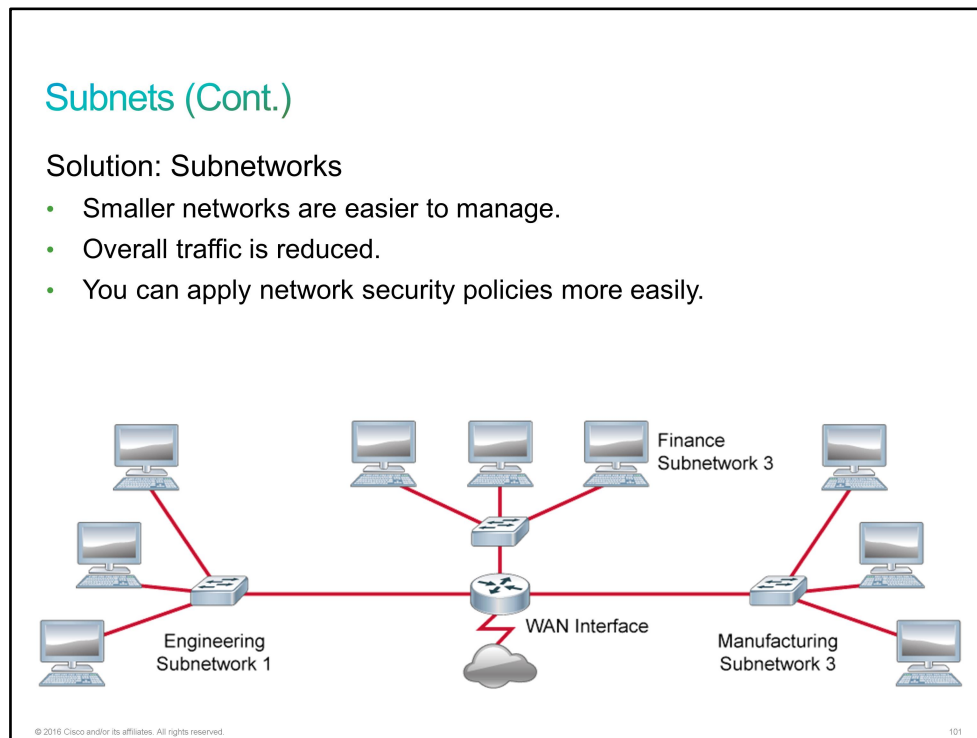 Subnets (Cont.)
Solution: Subnetworks
• Smaller networks are easier to manage.
• Overall traffic is reduced.
• You can apply network security policies more easily.
Finance
Subnetwork 3
WAN Interface
Engineering
Subnetwork 1
Manufacturing
Subnetwork 3
© 2016 Cisco and/or its affiliates. All rights reserved.
101